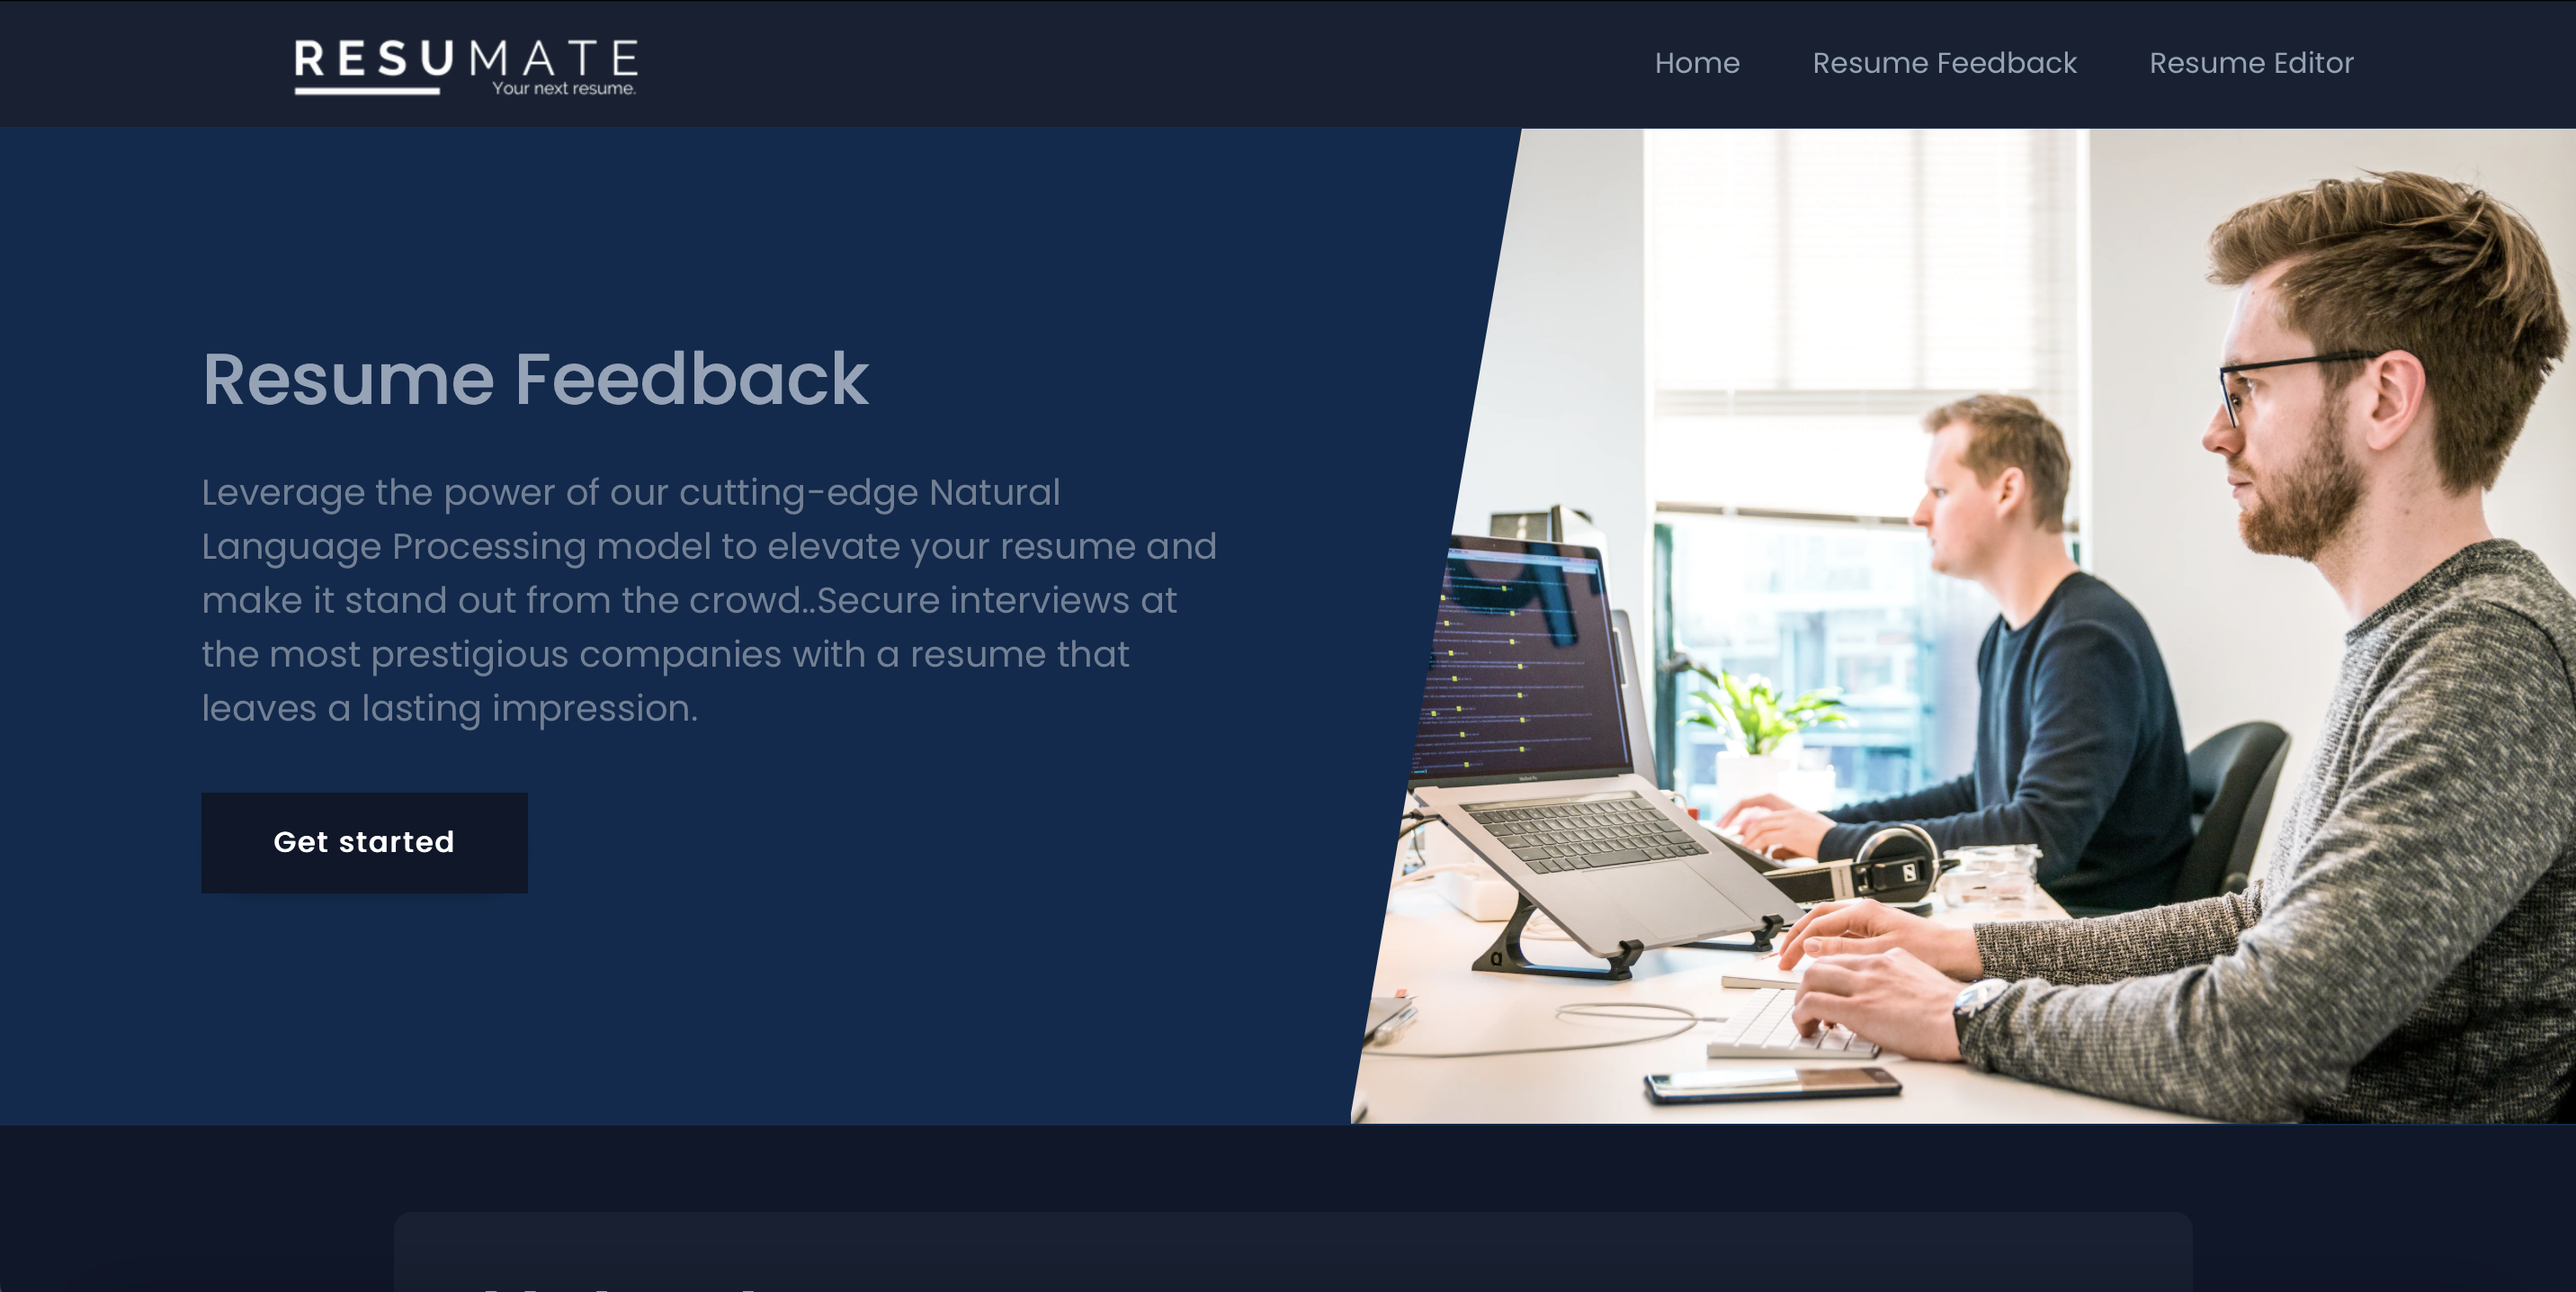 RESUMATE
Your next resume.
Home Resume Feedback Resume Editor
Resume Feedback
Leverage the power of our cutting-edge Natural
Language Processing model to elevate your resume and
make it stand out from the crowd..Secure interviews at
the most prestigious companies with a resume that
leaves a lasting impression.
Get started